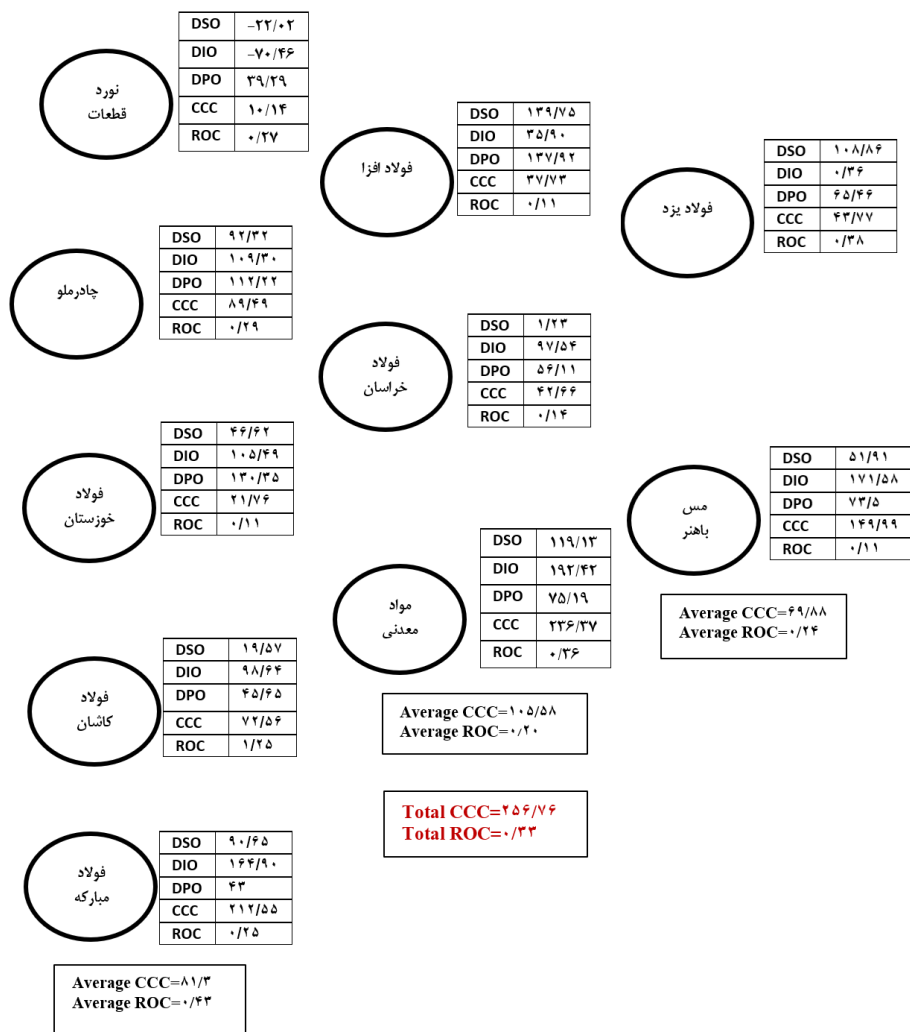 نورد
قطعات
DSO -۲۲/۰۲
DIO -۷۰/۴۶
DPO ۳۹/۲۹
CCC ۱۰/۱۴
ROC ۰/۲۷
چادرملو
DSO ۹۲/۳۲
DIO ۱۰۹/۳۰
DPO ۱۱۲/۲۲
CCC ۸۹/۴۹
ROC ۰/۲۹
فولاد
خوزستان
DSO ۴۶/۶۲
DIO ۱۰۵/۴۹
DPO ۱۳۰/۳۵
CCC ۲۱/۷۶
ROC ۰/۱۱
فولاد
کاشان
DSO ۱۹/۵۷
DIO ۹۸/۶۴
DPO ۴۵/۶۵
CCC ۷۲/۵۶
ROC ۱/۲۵
فولاد
مبارکه
DSO ۹۰/۶۵
DIO ۱۶۴/۹۰
DPO ۴۳
CCC ۲۱۲/۵۵
ROC ۰/۲۵
Average CCC=۸۱/۳
Average ROC=۰/۴۳
فولاد افزا
DSO ۱۳۹/۷۵
DIO ۳۵/۹۰
DPO ۱۳۷/۹۲
CCC ۳۷/۷۳
ROC ۰/۱۱
فولاد
خراسان
DSO ۱/۲۳
DIO ۹۷/۵۴
DPO ۵۶/۱۱
CCC ۴۲/۶۶
ROC ۰/۱۴
مواد
معدنی
DSO ۱۱۹/۱۳
DIO ۱۹۲/۴۲
DPO ۷۵/۱۹
CCC ۲۳۶/۳۷
ROC ۰/۳۶
Average CCC=۱۰۵/۵۸
Average ROC=۰/۲۰
Total CCC=۲۵۶/۷۶
Total ROC=۰/۳۳
فولاد یزد
DSO ۱۰۸/۸۶
DIO ۰/۳۶
DPO ۶۵/۴۶
CCC ۴۳/۷۷
ROC ۰/۳۸
مس
باهنر
DSO ۵۱/۹۱
DIO ۱۷۱/۵۸
DPO ۷۳/۵
CCC ۱۴۹/۹۹
ROC ۰/۱۱
Average CCC=۶۹/۸۸
Average ROC=۰/۲۴